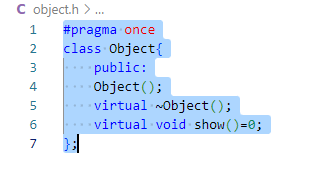 C object.h > ...
1 #pragma once
2 class Object{
3     public:
4     Object();
5     virtual ~Object();
6     virtual void show()=0;
7 };